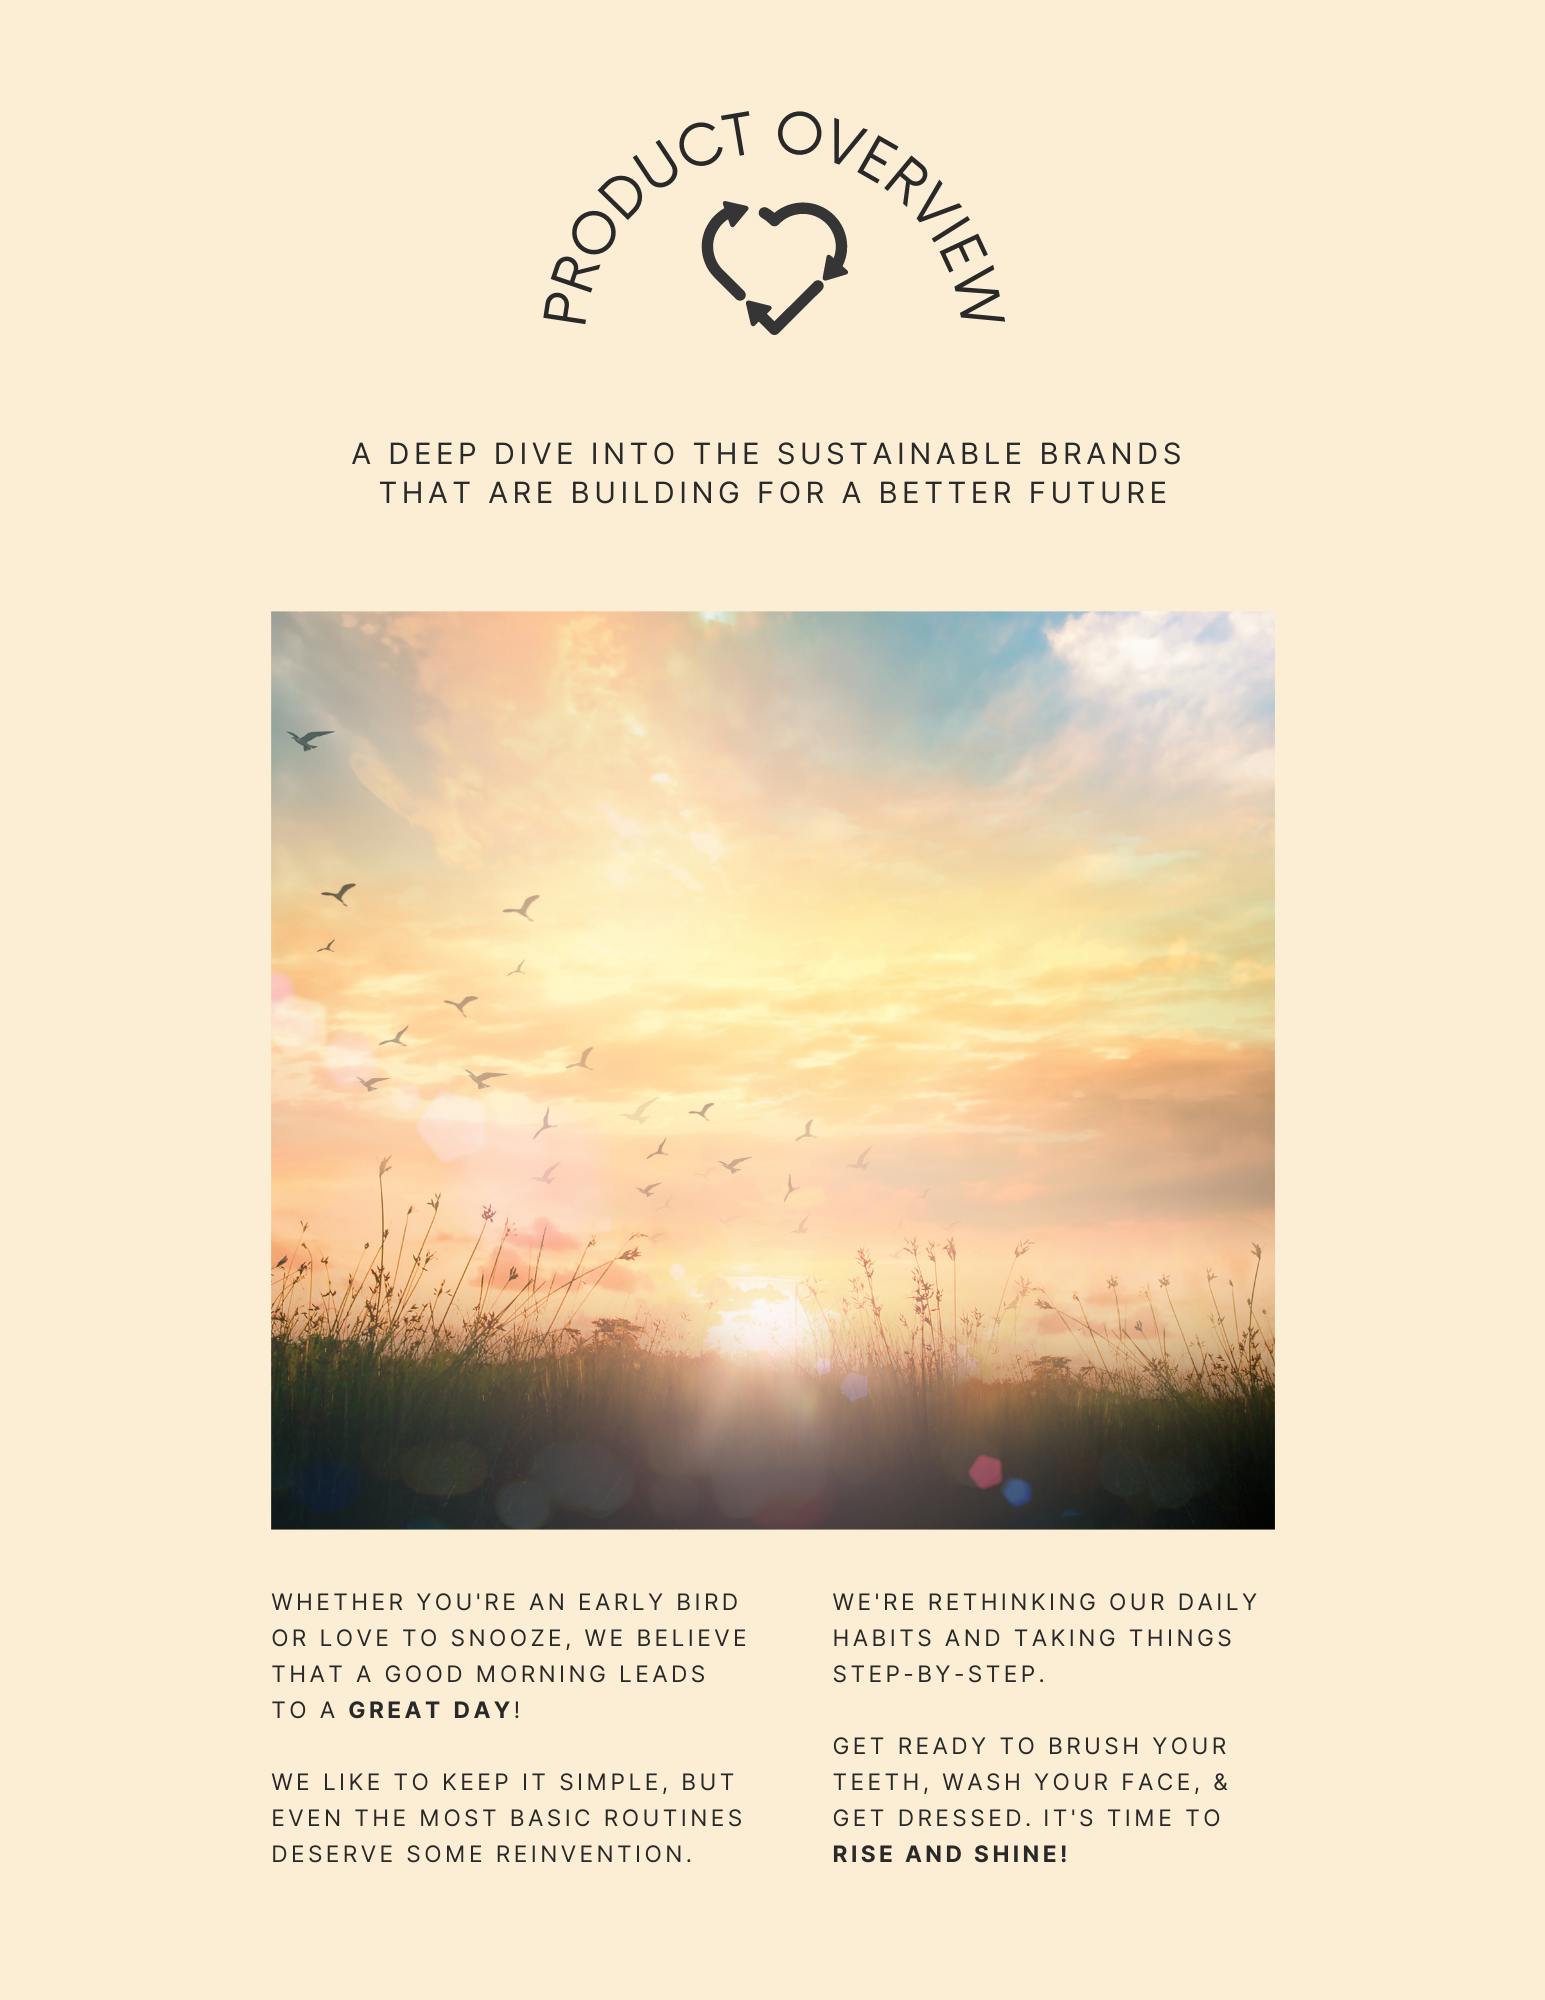 PRODUCT OVERVIEW
A DEEP DIVE INTO THE SUSTAINABLE BRANDS
THAT ARE BUILDING FOR A BETTER FUTURE
WHETHER YOU'RE AN EARLY BIRD
OR LOVE TO SNOOZE, WE BELIEVE
THAT A GOOD MORNING LEADS
TO A GREAT DAY!
WE LIKE TO KEEP IT SIMPLE, BUT
EVEN THE MOST BASIC ROUTINES
DESERVE SOME REINVENTION.
WE'RE RETHINKING OUR DAILY
HABITS AND TAKING THINGS
STEP-BY-STEP.
GET READY TO BRUSH YOUR
TEETH, WASH YOUR FACE, &
GET DRESSED. IT'S TIME TO
RISE AND SHINE!